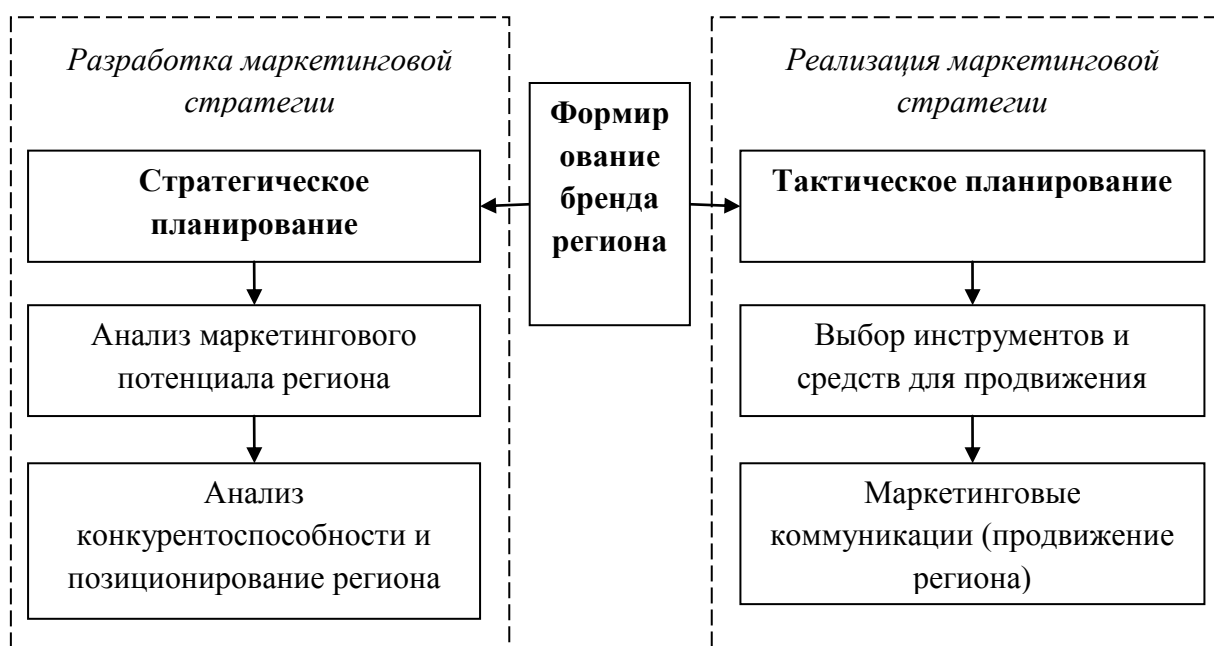 Разработка маркетинговой
стратегии
Стратегическое
планирование
Анализ маркетингового
потенциала региона
Анализ
конкурентоспособности и
позиционирование региона
Формир
ование
бренда
региона
Реализация маркетинговой
стратегии
Тактическое планирование
Выбор инструментов и
средств для продвижения
Маркетинговые
коммуникации (продвижение
региона)